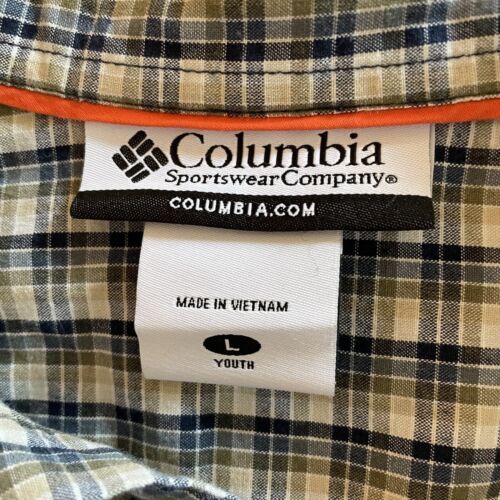 Columbia
Sportswear Company®
COLUMBIA.COM
MADE IN VIETNAM
L
YOUTH